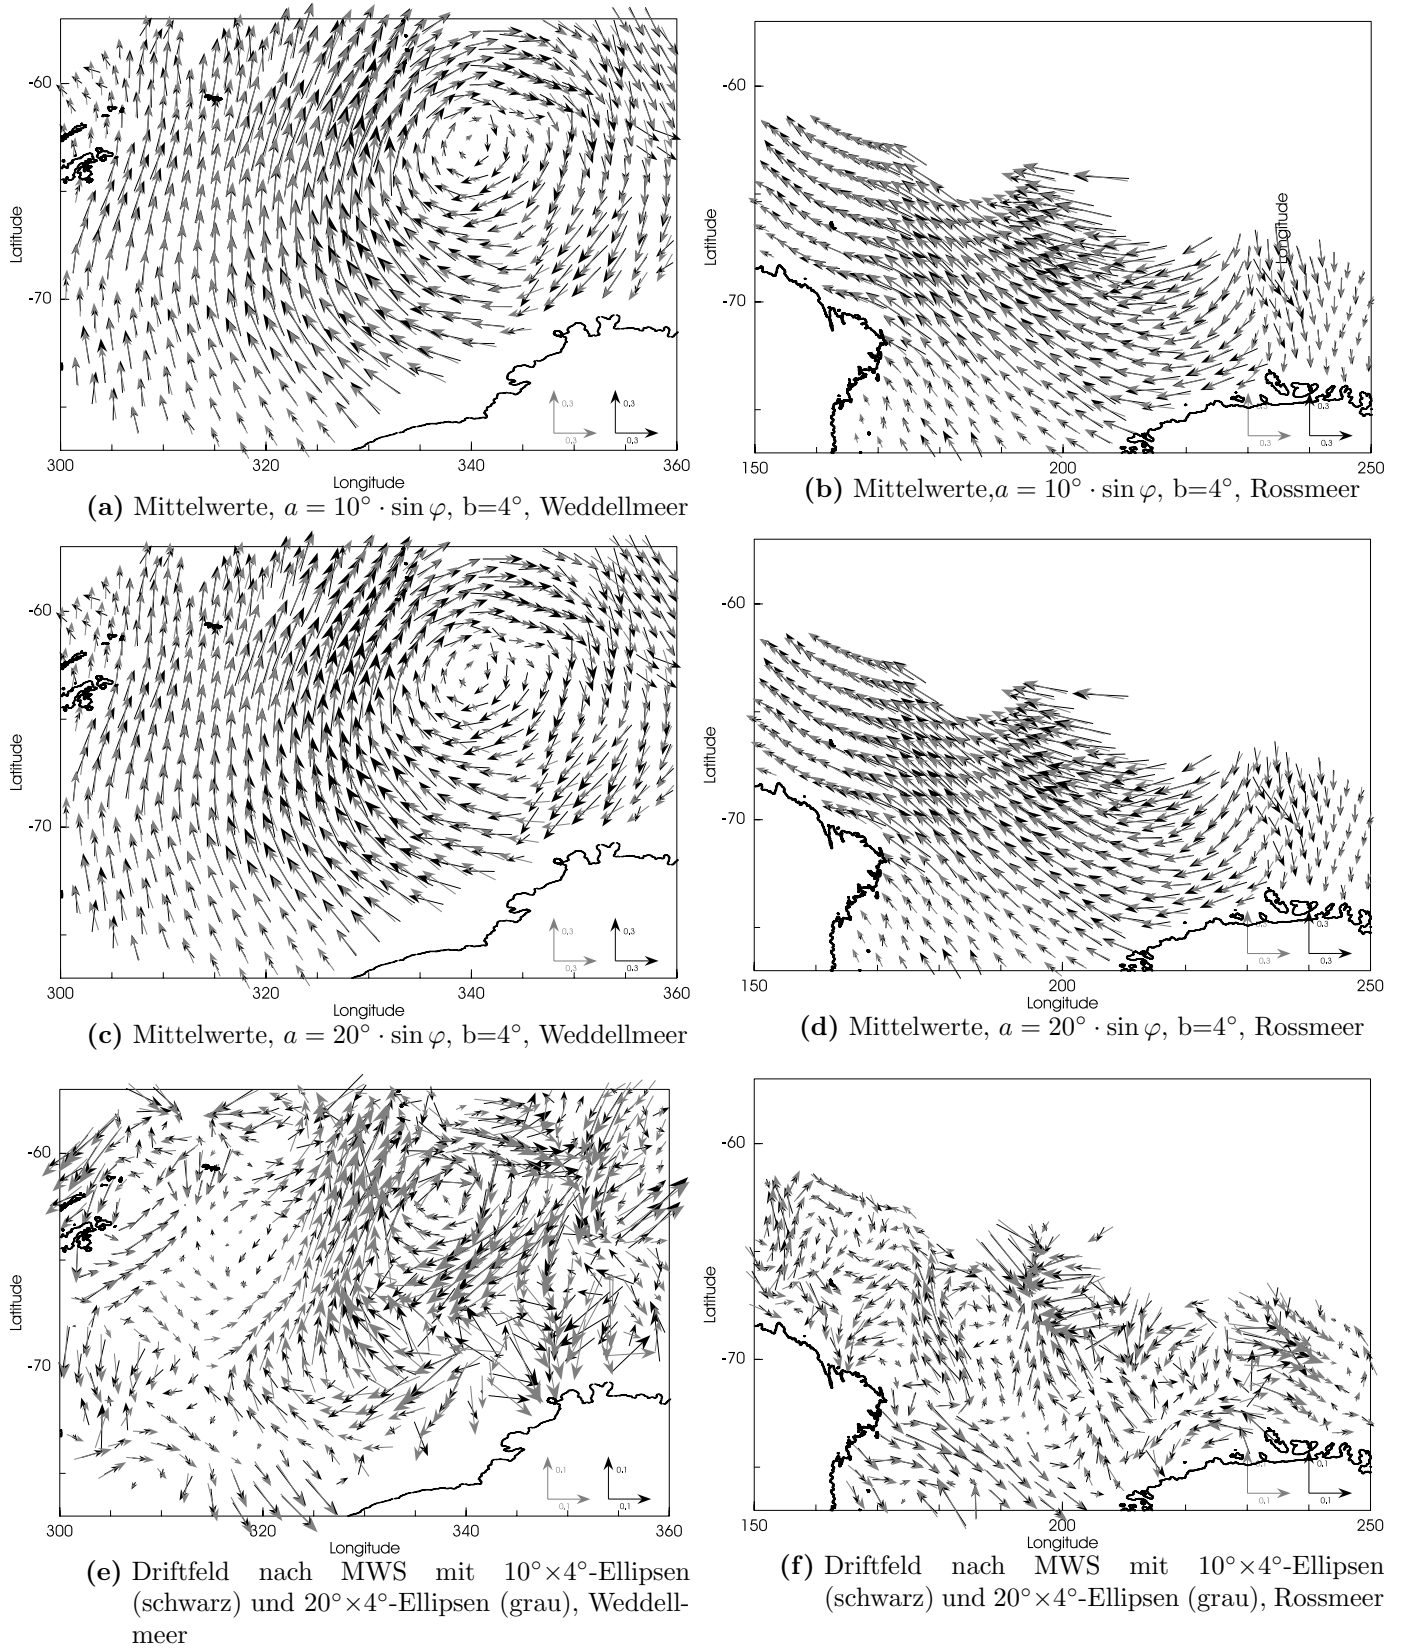 -60
-70
Latitude
0.3
0.3
0.3
0.3
300
320
340
360
Longitude
(a) Mittelwerte, a = 10° · sin φ, b=4°, Weddellmeer
-60
-70
Latitude
Longitude
0.3
0.3
0.3
0.3
150
200
250
(b) Mittelwerte,a = 10° · sin φ, b=4°, Rossmeer
-60
-70
Latitude
0.3
0.3
0.3
0.3
300
320
340
360
Longitude
(c) Mittelwerte, a = 20° · sin φ, b=4°, Weddellmeer
-60
-70
Latitude
0.3
0.3
0.3
0.3
150
200
250
Longitude
(d) Mittelwerte, a = 20° · sin φ, b=4°, Rossmeer
-60
-70
Latitude
0.1
0.1
0.1
0.1
300
320
340
360
Longitude
(e) Driftfeld nach MWS mit 10°×4°-Ellipsen
(schwarz) und 20°×4°-Ellipsen (grau), Weddell-
meer
-60
-70
Latitude
0.1
0.1
0.1
0.1
150
200
250
Longitude
(f) Driftfeld nach MWS mit 10°×4°-Ellipsen
(schwarz) und 20°×4°-Ellipsen (grau), Rossmeer